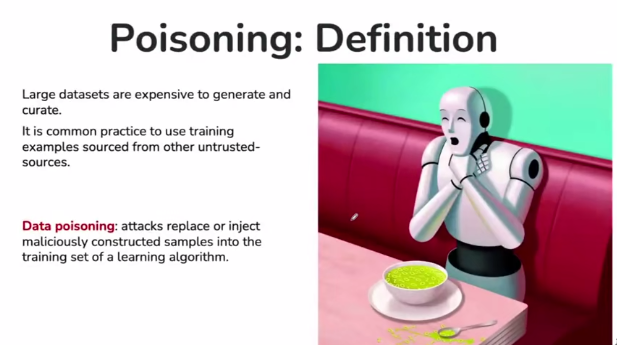 Poisoning: Definition
Large datasets are expensive to generate and
curate.
It is common practice to use training
examples sourced from other untrusted-
sources.
Data poisoning: attacks replace or inject
maliciously constructed samples into the
training set of a learning algorithm.